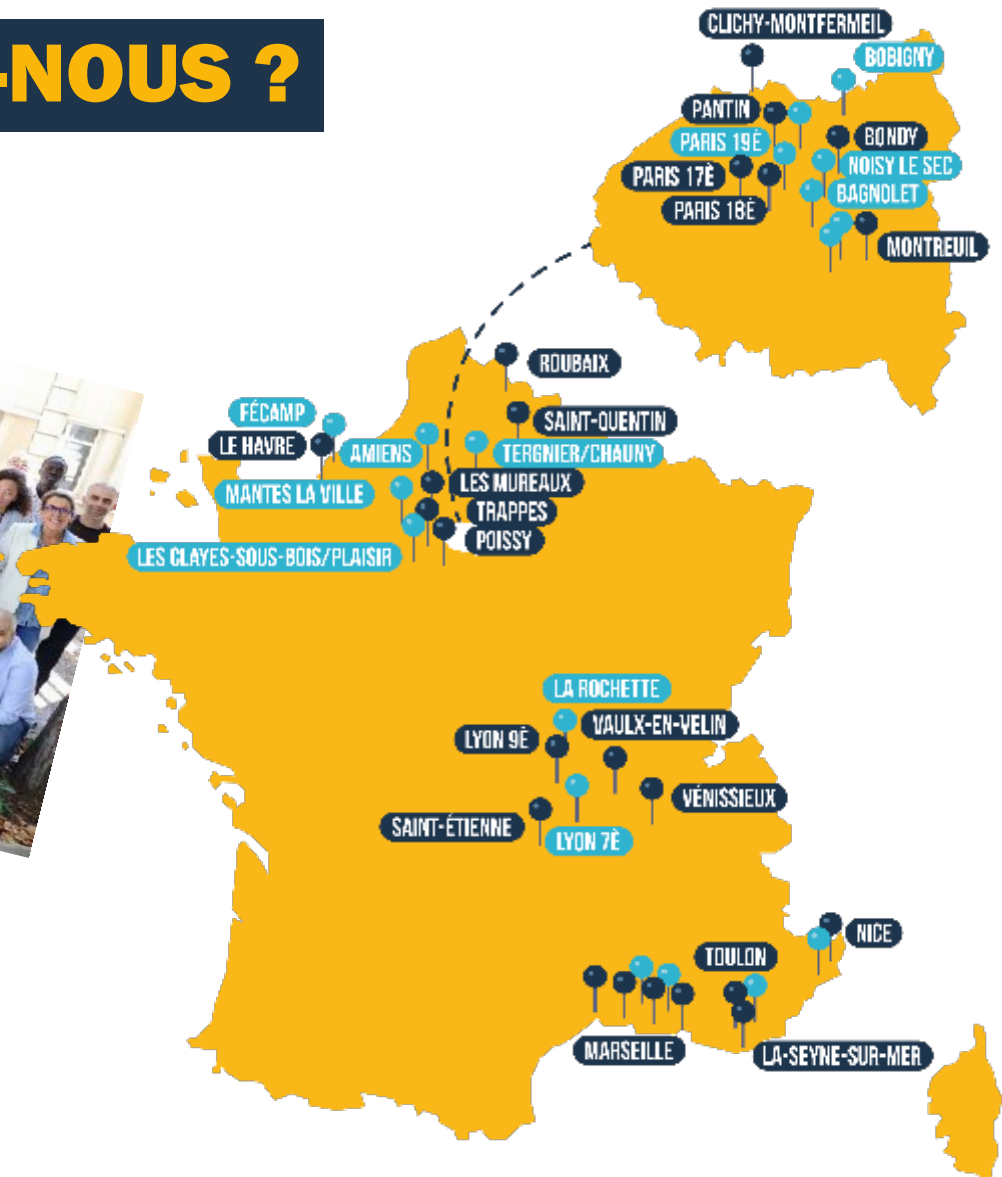 -NOUS ?
CLICHY-MONTFERMEIL
BOBIGNY
PANTIN
BONDY
PARIS 19È
NOISY LE SEC
PARIS 17È
BAGNOLET
PARIS 18È
MONTREUIL
ROUBAIX
FÉCAMP
SAINT-QUENTIN
LE HAVRE
AMIENS
TERGNIER/CHAUNY
MANTES LA VILLE
LES MUREAUX
TRAPPES
POISSY
LES CLAYES-SOUS-BOIS/PLAISIR
LA ROCHETTE
VAULX-EN-VELIN
LYON 9È
VÉNISSIEUX
SAINT-ÉTIENNE
LYON 7È
NICE
TOULON
MARSEILLE
LA-SEYNE-SUR-MER